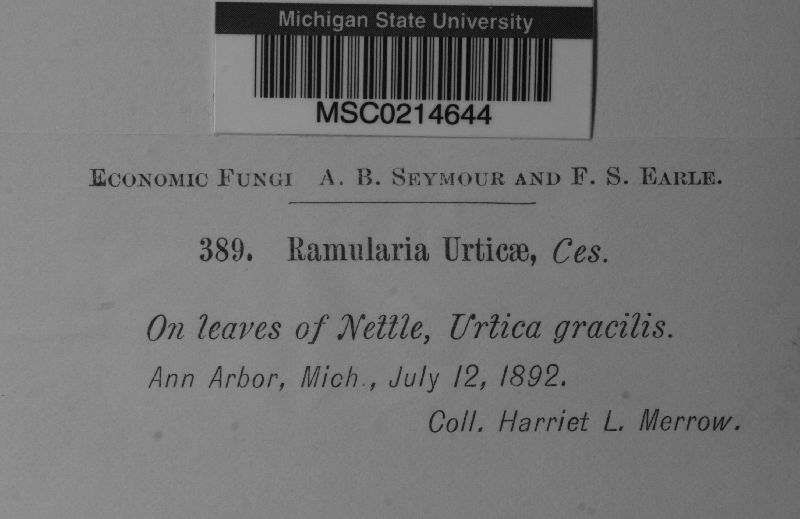 Michigan State University
MSC0214644
Economic Fungi A. B. Seymour and F. S. Earle.
389. Ramularia Urticæ, Ces.
On leaves of Nettle, Urtica gracilis.
Ann Arbor, Mich., July 12, 1892.
Coll. Harriet L. Merrow.